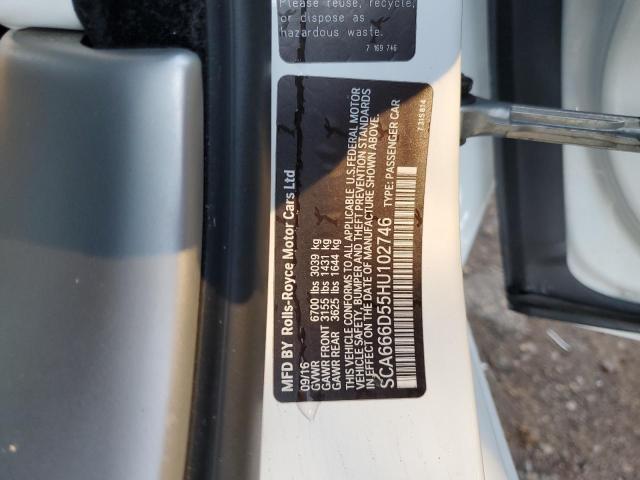 Please reuse, recycle,
or dispose as
hazardous waste.
7 169 746
MFD BY Rolls-Royce Motor Cars Ltd
09/16
GVWR 6700 lbs 3039 kg
GAWR FRONT 3155 lbs 1431 kg
GAWR REAR 3625 lbs 1644 kg
THIS VEHICLE CONFORMS TO ALL APPLICABLE U.S.FEDERAL MOTOR
VEHICLE SAFETY, BUMPER AND THEFT PREVENTION STANDARDS
IN EFFECT ON THE DATE OF MANUFACTURE SHOWN ABOVE.
SCA666D55HU102746 TYPE: PASSENGER CAR
7 315 814